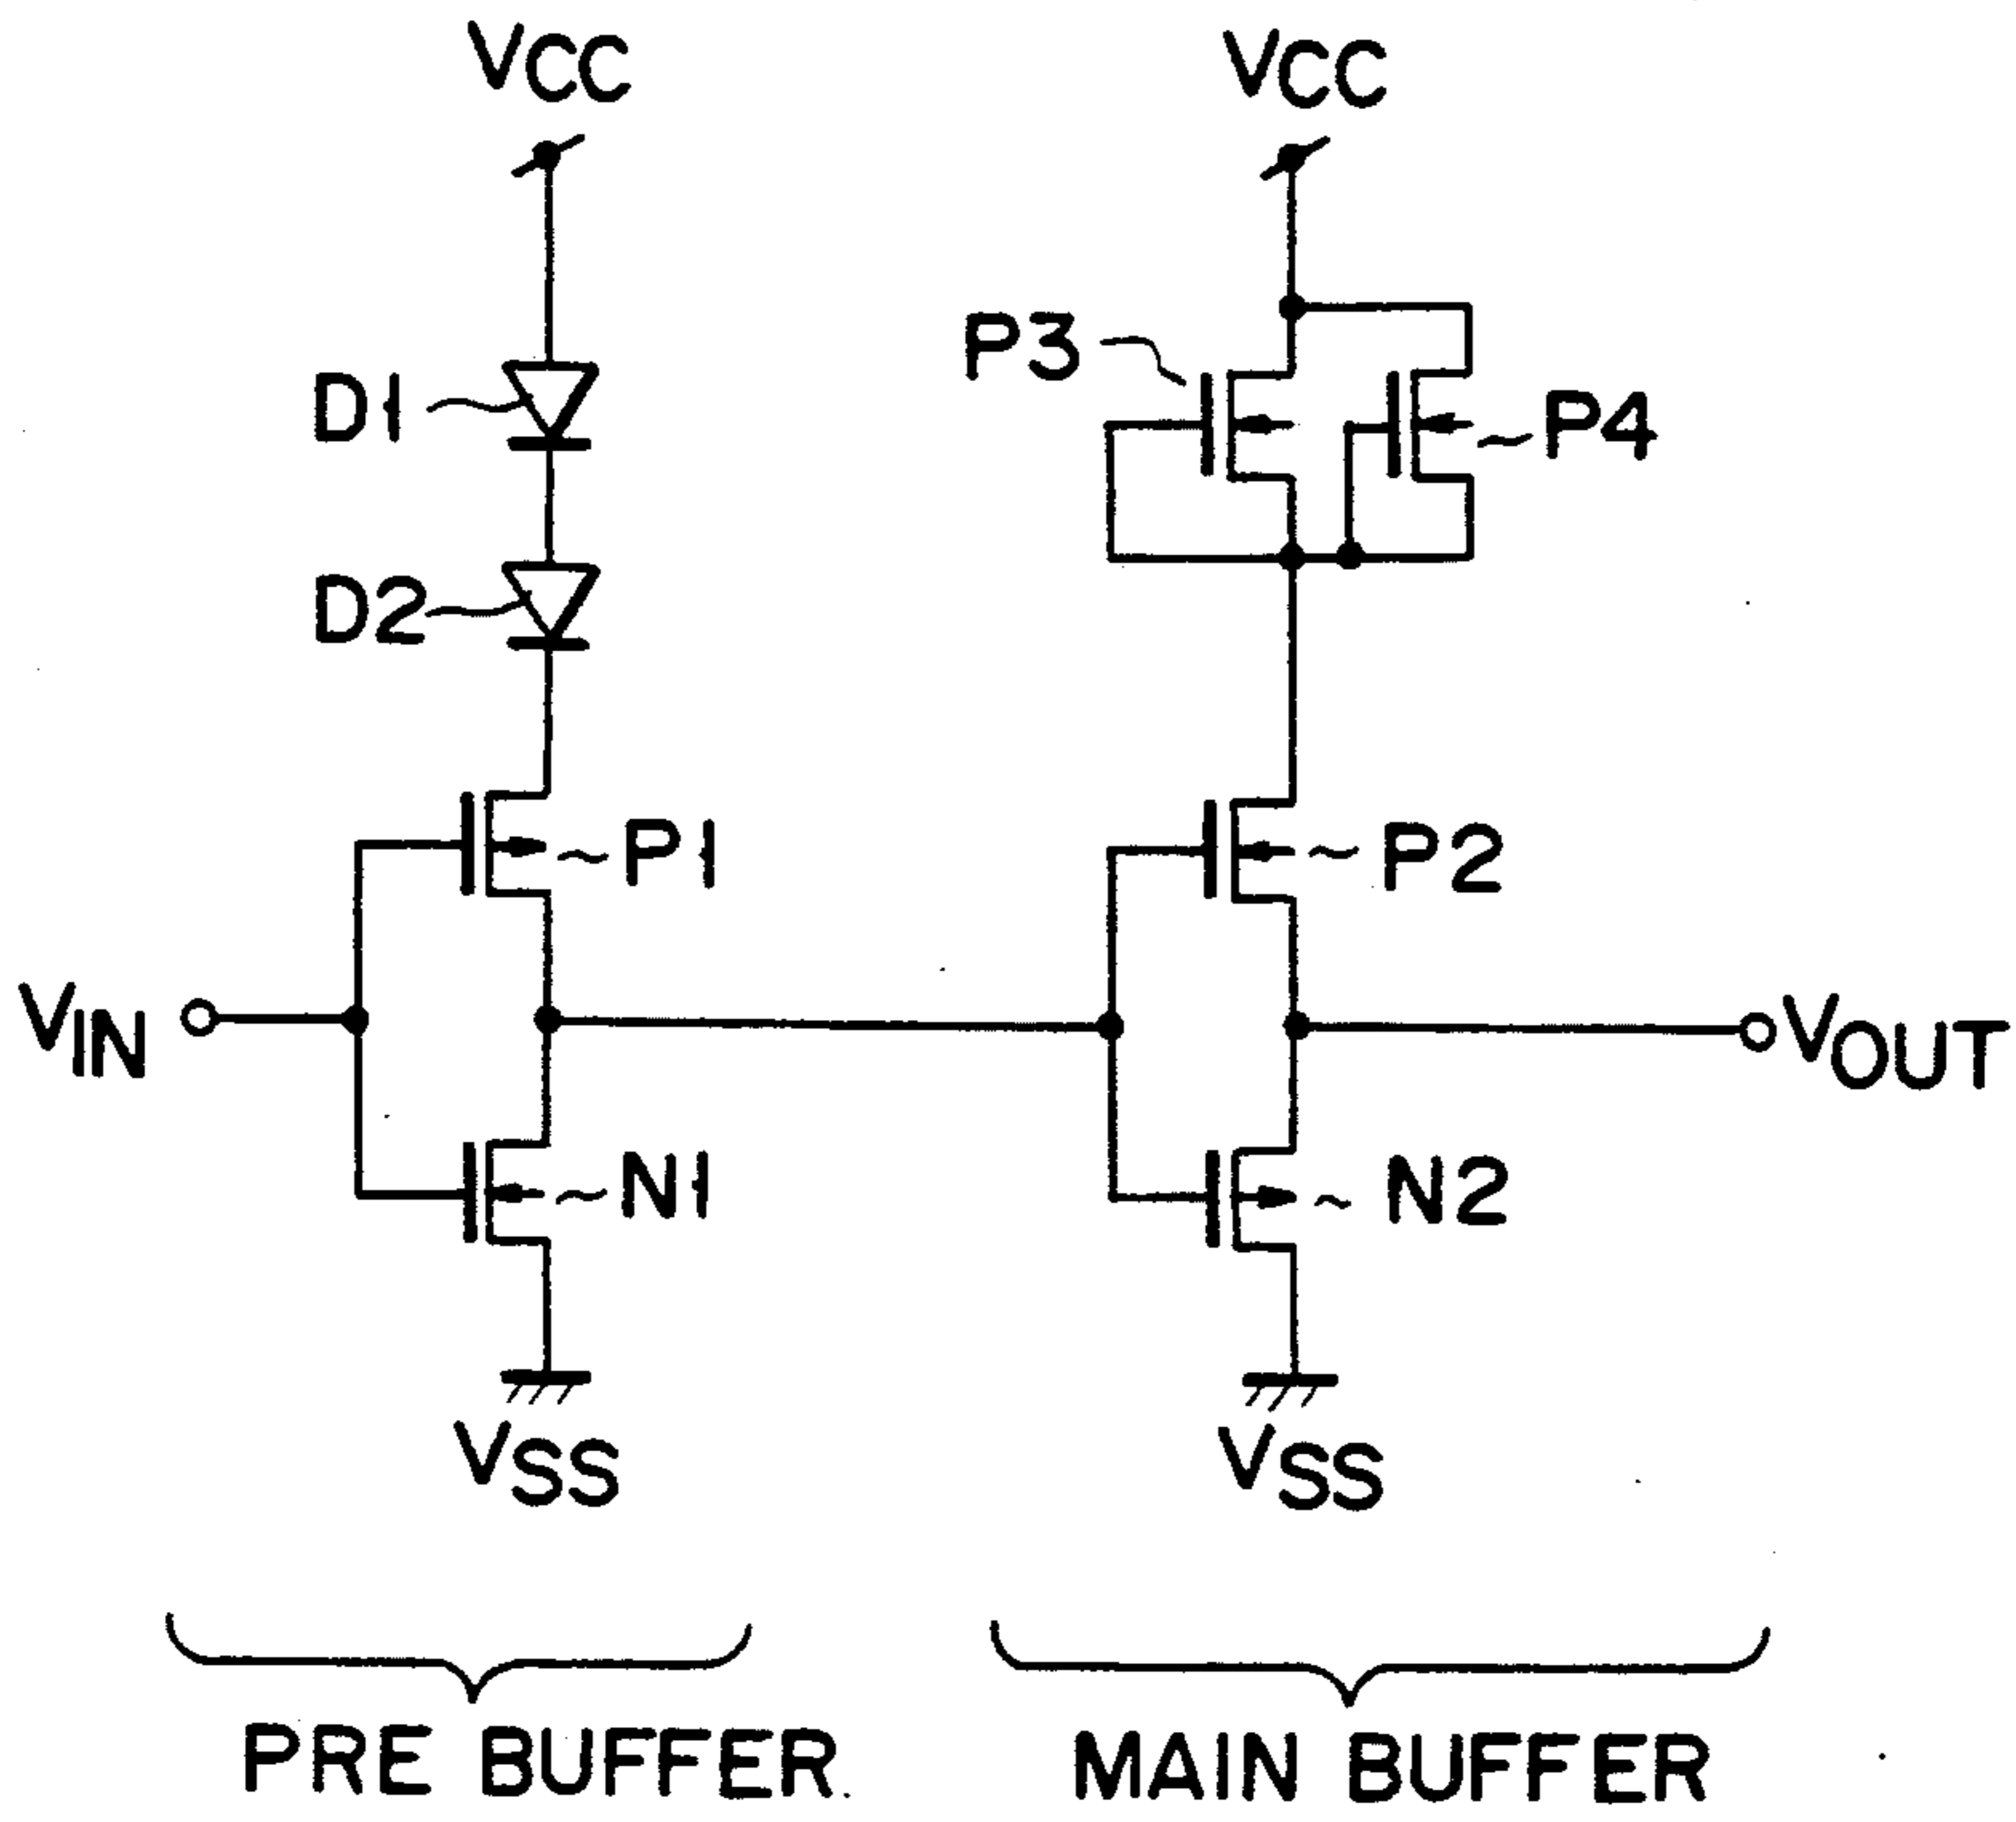 VCC
VCC
P3
D1
P4
D2
P1
P2
VIN
VOUT
N1
N2
VSS
VSS
PRE BUFFER.
MAIN BUFFER